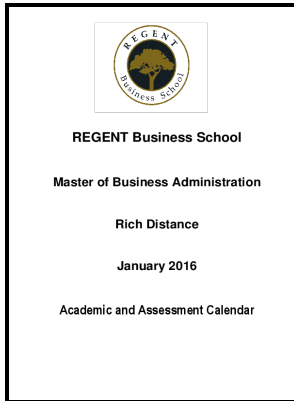 REGENT
Business School
REGENT Business School
Master of Business Administration
Rich Distance
January 2016
Academic and Assessment Calendar